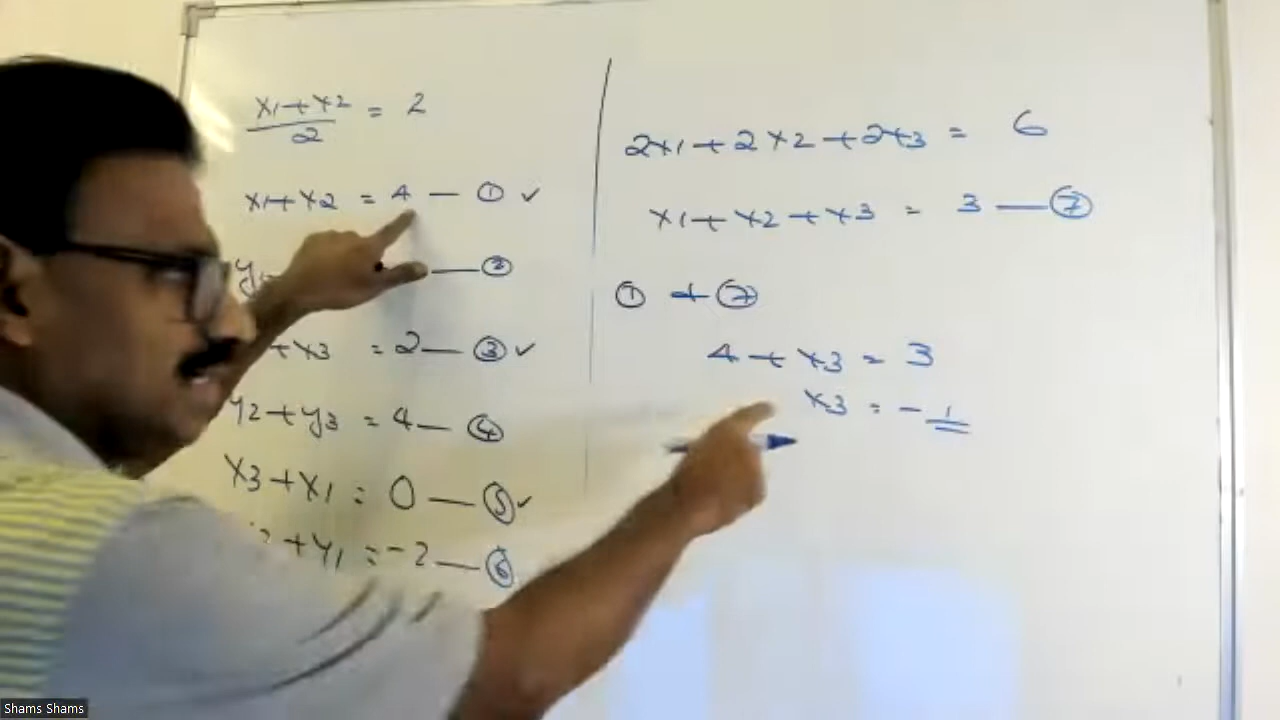 x1+x2
2
= 2
x1+x2 = 4 — ① ✓
y1 — ②
+x3 = 2 — ③ ✓
y2+y3 = 4 — ④
x3+x1 = 0 — ⑤ ✓
+y1 = -2 — ⑥
2x1+2x2+2x3 = 6
x1+x2+x3 = 3 — ⑦
① + ⑦
4 + x3 = 3
x3 = -1
Shams Shams